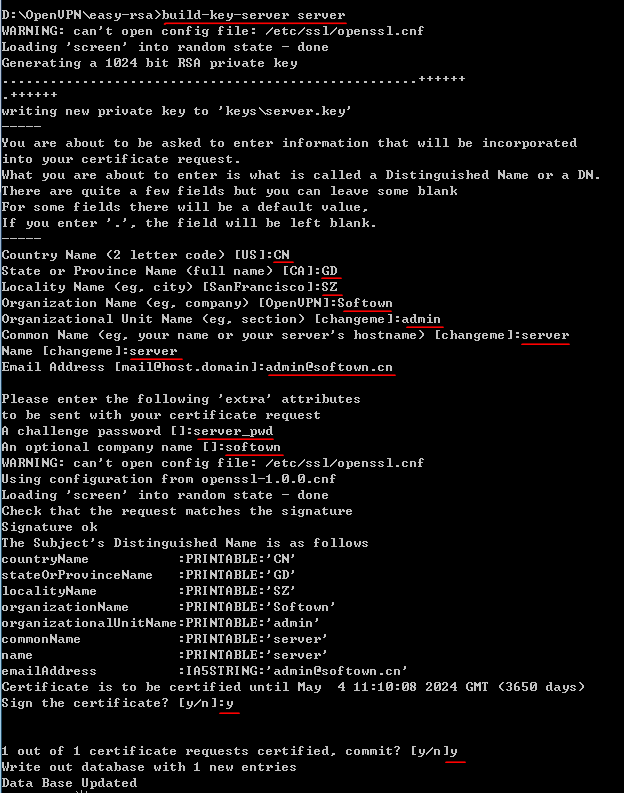 D:\OpenVPN\easy-rsa>build-key-server server
WARNING: can't open config file: /etc/ssl/openssl.cnf
Loading 'screen' into random state - done
Generating a 1024 bit RSA private key
....................................................++++++
.++++++
writing new private key to 'keys\server.key'
-----
You are about to be asked to enter information that will be incorporated
into your certificate request.
What you are about to enter is what is called a Distinguished Name or a DN.
There are quite a few fields but you can leave some blank
For some fields there will be a default value,
If you enter '.', the field will be left blank.
-----
Country Name (2 letter code) [US]:CN
State or Province Name (full name) [CA]:GD
Locality Name (eg, city) [SanFrancisco]:SZ
Organization Name (eg, company) [OpenVPN]:Softown
Organizational Unit Name (eg, section) [changeme]:admin
Common Name (eg, your name or your server's hostname) [changeme]:server
Name [changeme]:server
Email Address [mail@host.domain]:admin@softown.cn
Please enter the following 'extra' attributes
to be sent with your certificate request
A challenge password []:server_pwd
An optional company name []:softown
WARNING: can't open config file: /etc/ssl/openssl.cnf
Using configuration from openssl-1.0.0.cnf
Loading 'screen' into random state - done
Check that the request matches the signature
Signature ok
The Subject's Distinguished Name is as follows
countryName           :PRINTABLE:'CN'
stateOrProvinceName   :PRINTABLE:'GD'
localityName          :PRINTABLE:'SZ'
organizationName      :PRINTABLE:'Softown'
organizationalUnitName:PRINTABLE:'admin'
commonName            :PRINTABLE:'server'
name                  :PRINTABLE:'server'
emailAddress          :IA5STRING:'admin@softown.cn'
Certificate is to be certified until May  4 11:10:08 2024 GMT (3650 days)
Sign the certificate? [y/n]:y
1 out of 1 certificate requests certified, commit? [y/n]y
Write out database with 1 new entries
Data Base Updated